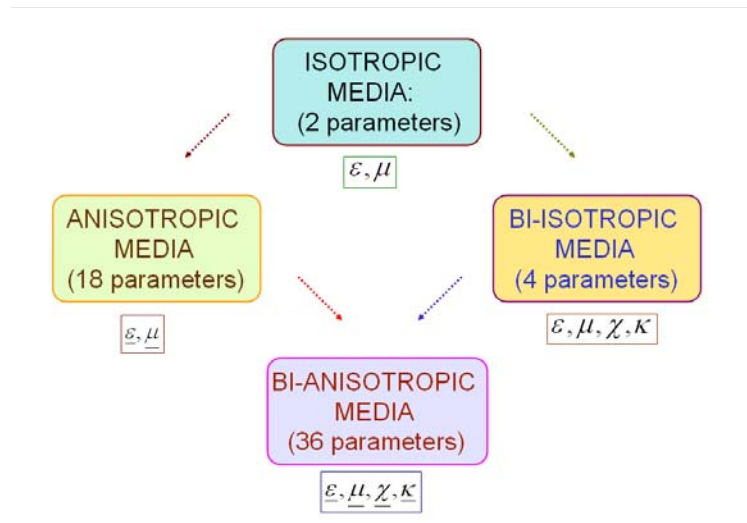 ISOTROPIC
MEDIA:
(2 parameters)
ε, μ
ANISOTROPIC
MEDIA
(18 parameters)
BI-ISOTROPIC
MEDIA
(4 parameters)
ε̲, μ̲
ε, μ, χ, κ
BI-ANISOTROPIC
MEDIA
(36 parameters)
ε̲, μ̲, χ̲, κ̲